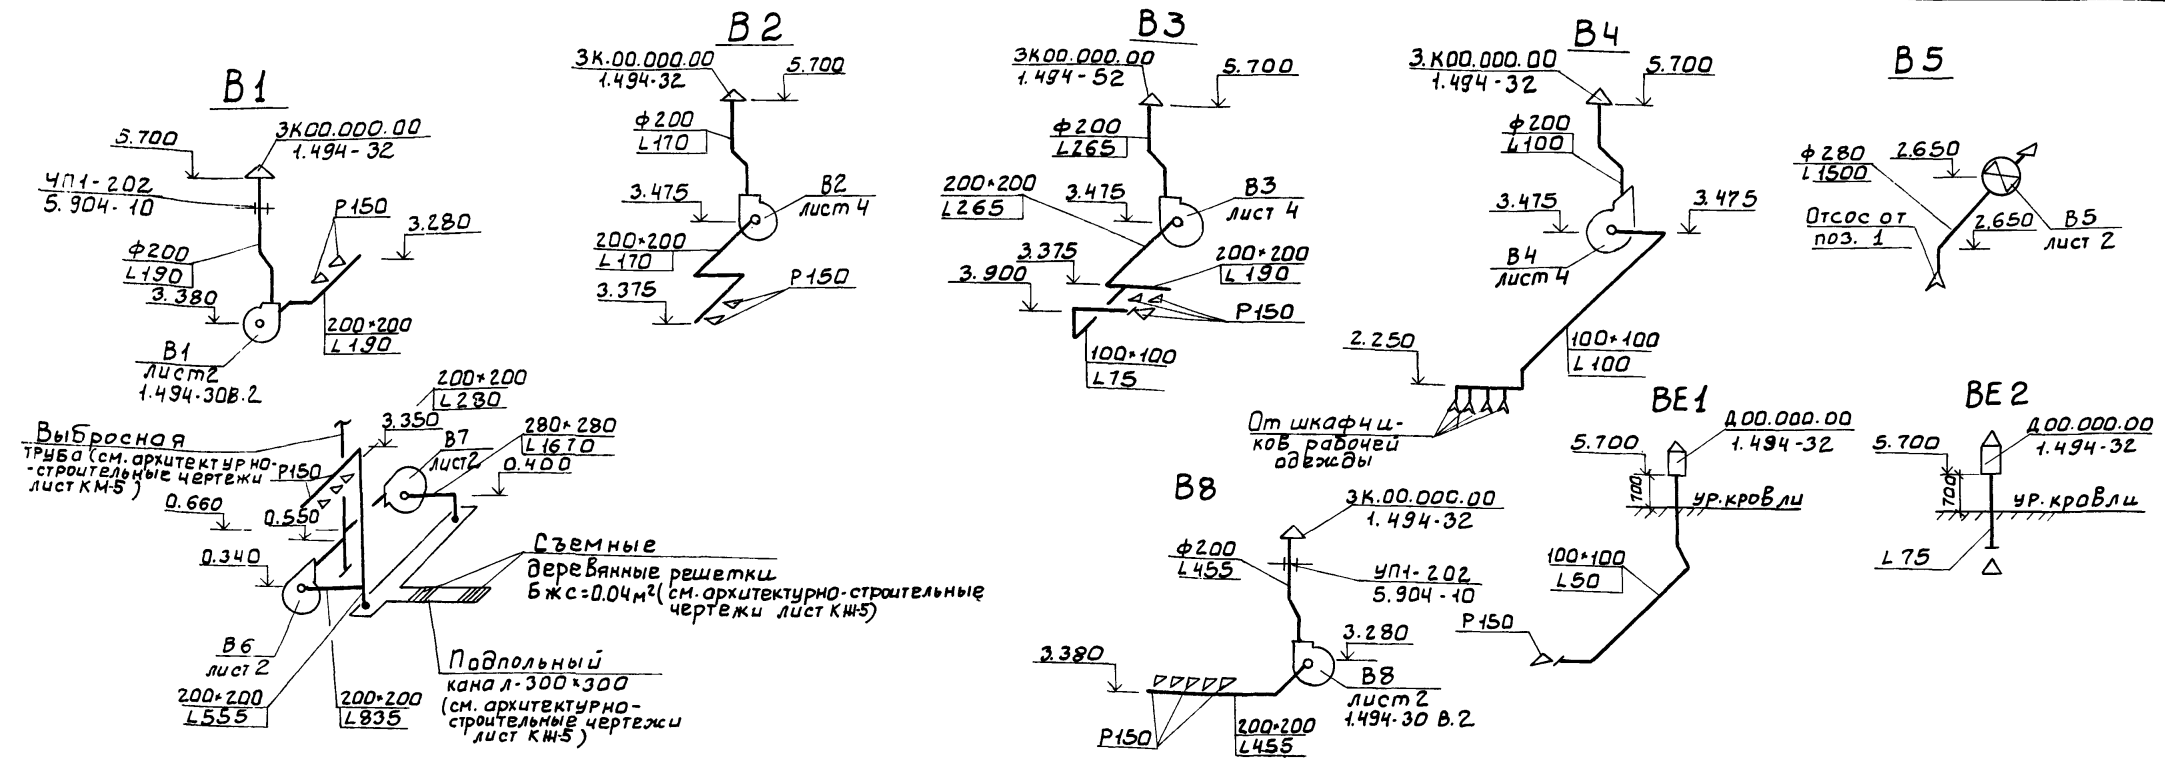 В1
5.700
ЗК00.000.00
1.494-32
УП1-202
5.904-10
Р150
3.280
ф200
L190
3.380
200×200
L190
В1
лист2
1.494-30В.2
В2
ЗК.00.000.00
1.494-32
5.700
ф200
L170
3.475
В2
лист 4
200×200
L170
3.375
Р150
В3
ЗК00.000.00
1.494-52
5.700
ф200
L265
200×200
L265
3.475
В3
лист 4
3.375
3.900
200×200
L190
Р150
100×100
L75
В4
З.К00.000.00
1.494-32
5.700
ф200
L100
3.475
3.475
В4
лист 4
2.250
100×100
L100
От шкафчи-
ков рабочей
одежды
В5
ф280
L1500
2.650
Отсос от
поз. 1
2.650
В5
лист 2
200×200
L280
3.350
Выбросная
труба (см. архитектурно-
-строительные чертежи
лист КМ-5)
Р150
В7
лист2
280×280
L1670
0.400
0.660
0.550
0.340
Съемные
деревянные решетки
Бжс=0.04м²(см. архитектурно-строительные
чертежи лист КЖ-5)
В6
лист 2
200×200
L555
200×200
L835
Подпольный
канал-300×300
(см. архитектурно-
строительные чертежи
лист КЖ-5)
В8
ЗК.00.000.00
1.494-32
ф200
L455
УП1-202
5.904-10
3.280
3.380
В8
лист 2
1.494-30 В.2
Р150
200×200
L455
ВЕ1
Д00.000.00
1.494-32
5.700
700
ур.кровли
100×100
L50
Р150
ВЕ2
Д00.000.00
1.494-32
5.700
700
ур.кровли
L75